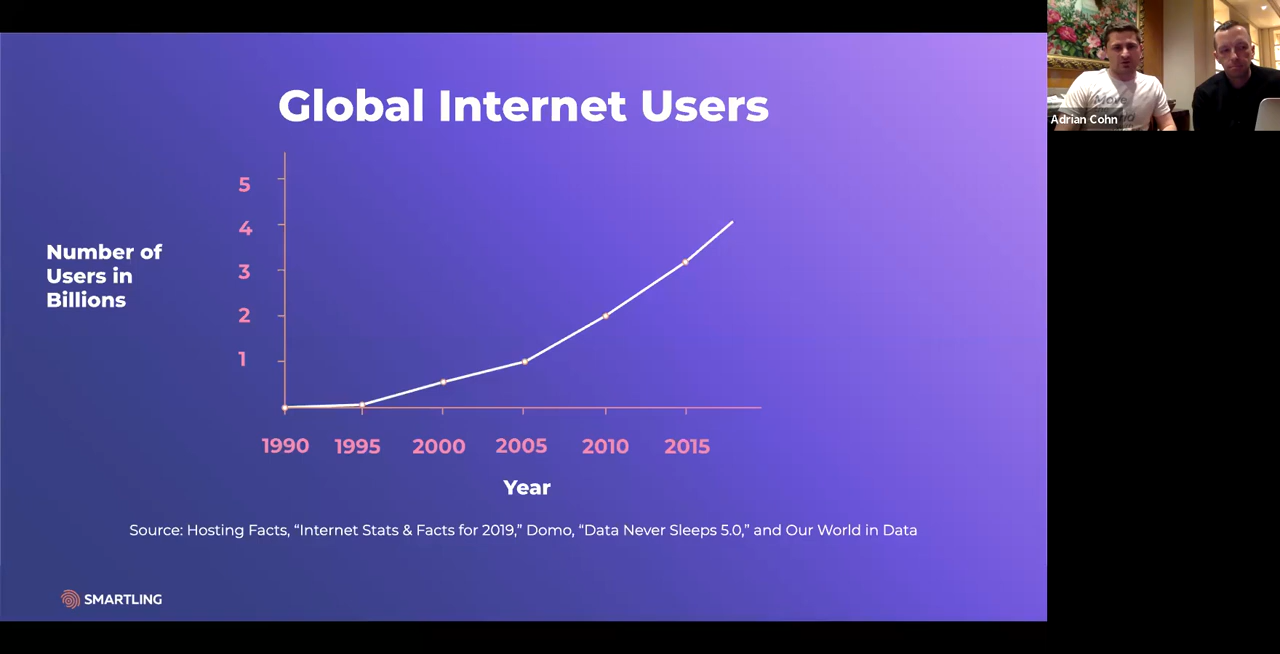 Global Internet Users
5
4
3
2
1
Number of
Users in
Billions
1990 1995 2000 2005 2010 2015
Year
Source: Hosting Facts, “Internet Stats & Facts for 2019,” Domo, “Data Never Sleeps 5.0,” and Our World in Data
SMARTLING
Move
Adrian Cohn